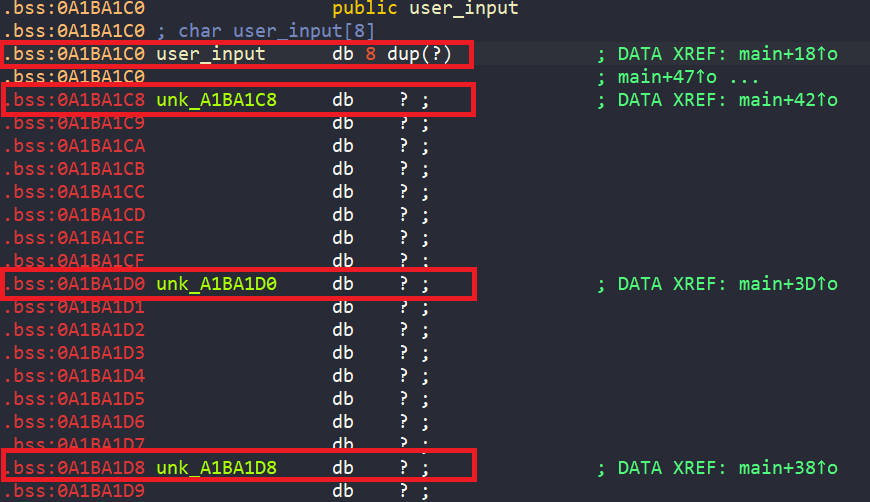 .bss:0A1BA1C0 public user_input
.bss:0A1BA1C0 ; char user_input[8]
.bss:0A1BA1C0 user_input db 8 dup(?) ; DATA XREF: main+18↑o
.bss:0A1BA1C0 ; main+47↑o ...
.bss:0A1BA1C8 unk_A1BA1C8 db ? ; ; DATA XREF: main+42↑o
.bss:0A1BA1C9 db ? ;
.bss:0A1BA1CA db ? ;
.bss:0A1BA1CB db ? ;
.bss:0A1BA1CC db ? ;
.bss:0A1BA1CD db ? ;
.bss:0A1BA1CE db ? ;
.bss:0A1BA1CF db ? ;
.bss:0A1BA1D0 unk_A1BA1D0 db ? ; ; DATA XREF: main+3D↑o
.bss:0A1BA1D1 db ? ;
.bss:0A1BA1D2 db ? ;
.bss:0A1BA1D3 db ? ;
.bss:0A1BA1D4 db ? ;
.bss:0A1BA1D5 db ? ;
.bss:0A1BA1D6 db ? ;
.bss:0A1BA1D7 db ? ;
.bss:0A1BA1D8 unk_A1BA1D8 db ? ; ; DATA XREF: main+38↑o
.bss:0A1BA1D9 db ? ;